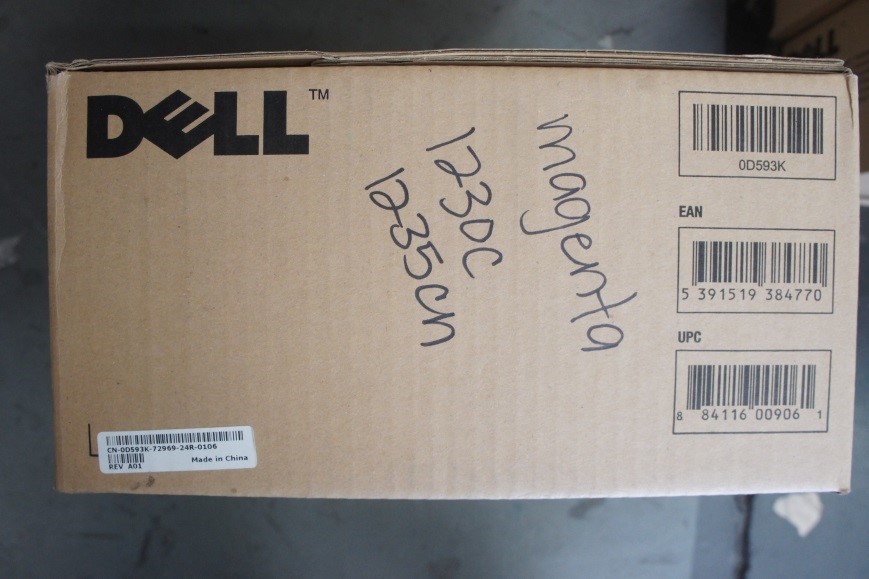 DELL™
magenta
1230c
1235cn
0D593K
EAN
5 391519 384770
UPC
8 84116 00906 1
CN-0D593K-72969-24R-0106
REV A01 Made in China